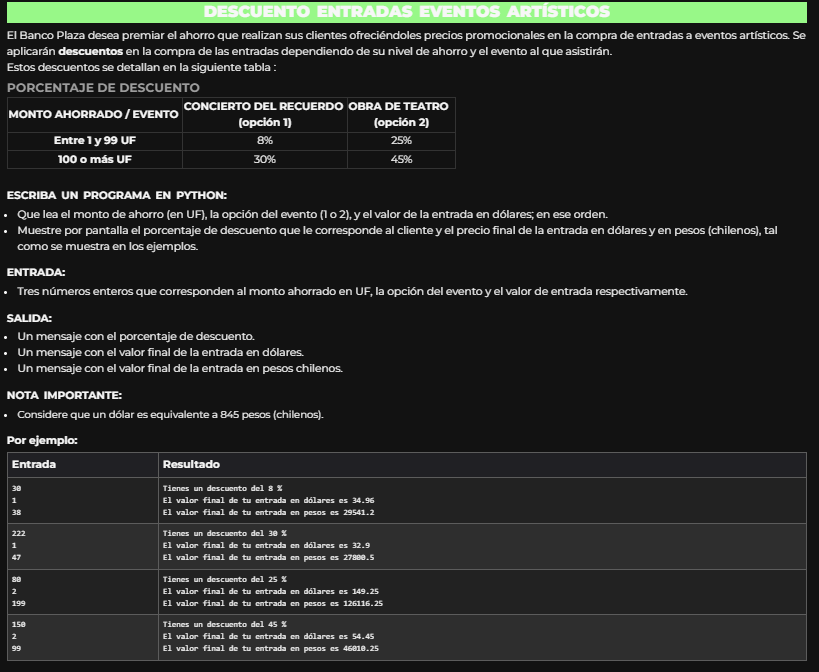 DESCUENTO ENTRADAS EVENTOS ARTÍSTICOS
El Banco Plaza desea premiar el ahorro que realizan sus clientes ofreciéndoles precios promocionales en la compra de entradas a eventos artísticos. Se
aplicarán descuentos en la compra de las entradas dependiendo de su nivel de ahorro y el evento al que asistirán.
Estos descuentos se detallan en la siguiente tabla :
PORCENTAJE DE DESCUENTO
MONTO AHORRADO / EVENTO CONCIERTO DEL RECUERDO (opción 1) OBRA DE TEATRO (opción 2)
Entre 1 y 99 UF 8% 25%
100 o más UF 30% 45%
ESCRIBA UN PROGRAMA EN PYTHON:
• Que lea el monto de ahorro (en UF), la opción del evento (1 o 2), y el valor de la entrada en dólares; en ese orden.
• Muestre por pantalla el porcentaje de descuento que le corresponde al cliente y el precio final de la entrada en dólares y en pesos (chilenos), tal
como se muestra en los ejemplos.
ENTRADA:
• Tres números enteros que corresponden al monto ahorrado en UF, la opción del evento y el valor de entrada respectivamente.
SALIDA:
• Un mensaje con el porcentaje de descuento.
• Un mensaje con el valor final de la entrada en dólares.
• Un mensaje con el valor final de la entrada en pesos chilenos.
NOTA IMPORTANTE:
• Considere que un dólar es equivalente a 845 pesos (chilenos).
Por ejemplo:
Entrada Resultado
30 Tienes un descuento del 8 %
1 El valor final de tu entrada en dólares es 34.96
38 El valor final de tu entrada en pesos es 29541.2
222 Tienes un descuento del 30 %
1 El valor final de tu entrada en dólares es 32.9
47 El valor final de tu entrada en pesos es 27800.5
80 Tienes un descuento del 25 %
2 El valor final de tu entrada en dólares es 149.25
199 El valor final de tu entrada en pesos es 126116.25
150 Tienes un descuento del 45 %
2 El valor final de tu entrada en dólares es 54.45
99 El valor final de tu entrada en pesos es 46010.25